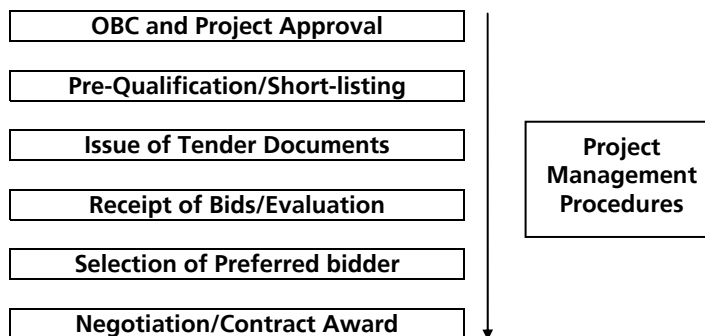 OBC and Project Approval
Pre-Qualification/Short-listing
Issue of Tender Documents
Receipt of Bids/Evaluation
Selection of Preferred bidder
Negotiation/Contract Award
Project
Management
Procedures